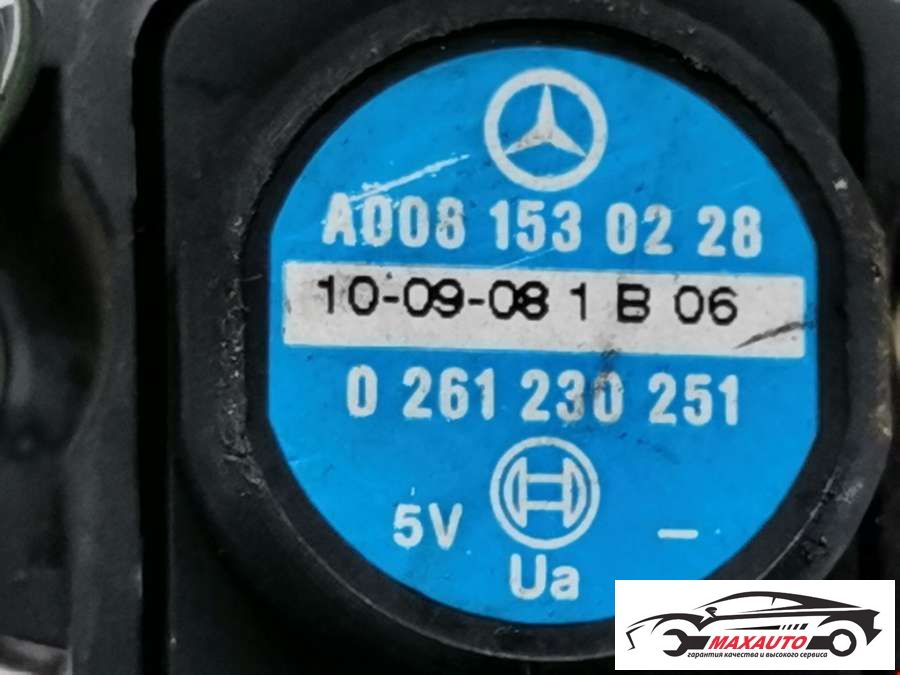 A008 153 02 28
10-09-08 1 B 06
0 261 230 251
5V –
Ua
MAXAUTO
гарантия качества и высокого сервиса